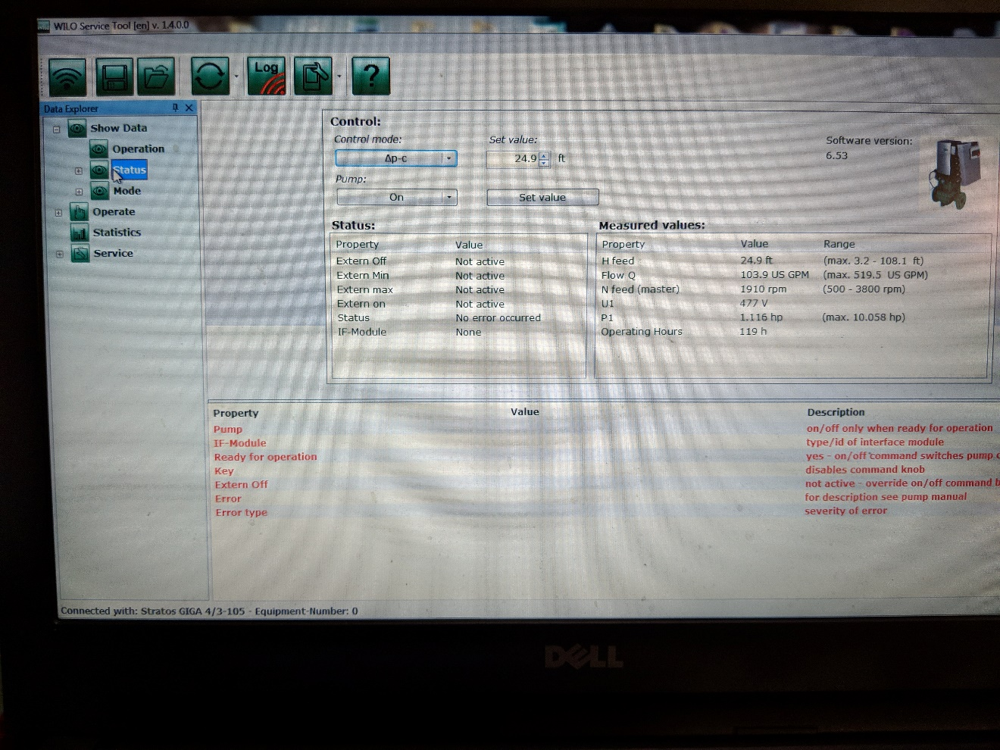 WILO Service Tool [en] v. 1.4.0.0
Log
?
Data Explorer
Show Data
Operation
Status
Mode
Operate
Statistics
Service
Control:
Control mode:
Set value:
Δp-c
24.9 ft
Pump:
On
Set value
Software version:
6.53
Status:
Property Value
Extern Off Not active
Extern Min Not active
Extern max Not active
Extern on Not active
Status No error occurred
IF-Module None
Measured values:
Property Value Range
H feed 24.9 ft (max. 3.2 - 108.1 ft)
Flow Q 103.9 US GPM (max. 519.5 US GPM)
N feed (master) 1910 rpm (500 - 3800 rpm)
U1 477 V
P1 1.116 hp (max. 10.058 hp)
Operating Hours 119 h
Property Value Description
Pump on/off only when ready for operation
IF-Module type/id of interface module
Ready for operation yes - on/off command switches pump
Key disables command knob
Extern Off not active - override on/off command
Error for description see pump manual
Error type severity of error
Connected with: Stratos GIGA 4/3-105 - Equipment-Number: 0
DELL